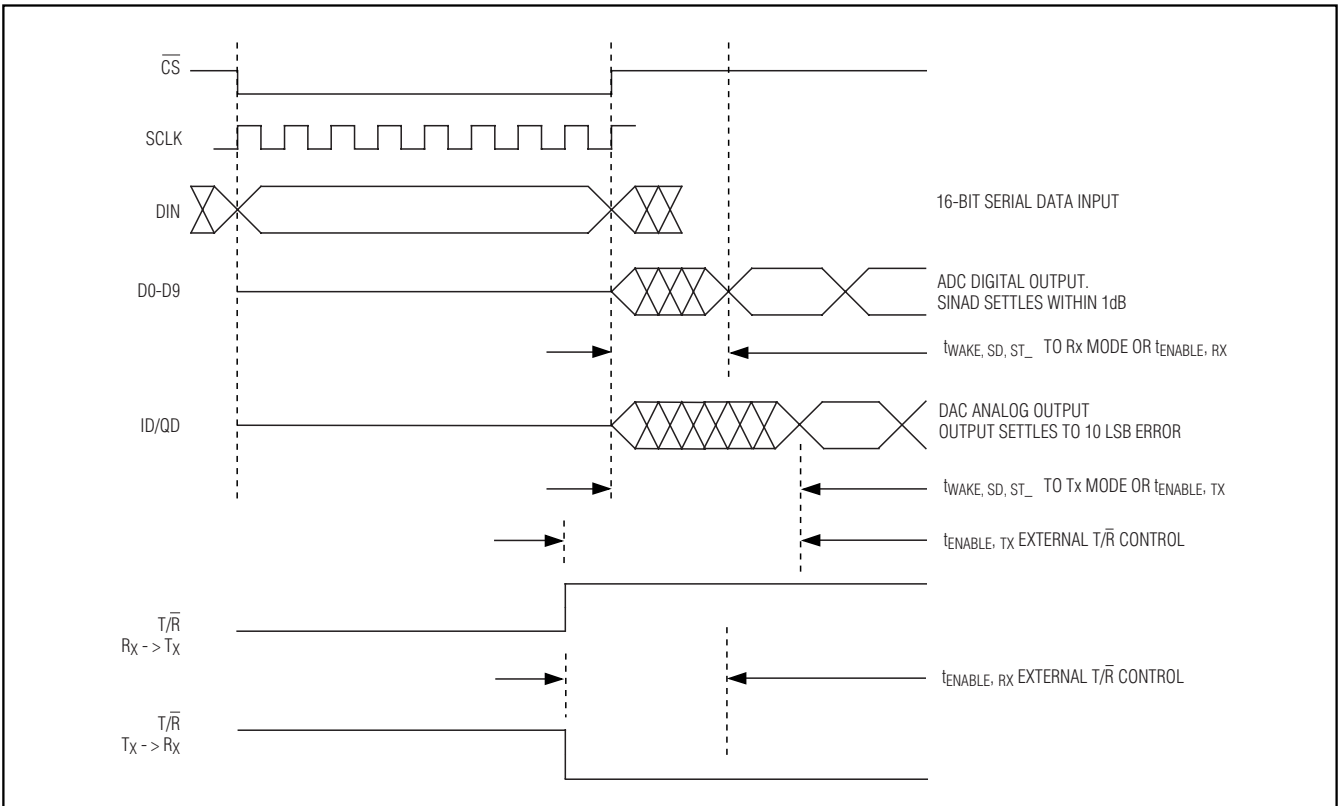 C̅S̅
SCLK
DIN
16-BIT SERIAL DATA INPUT
D0-D9
ADC DIGITAL OUTPUT.
SINAD SETTLES WITHIN 1dB
tWAKE, SD, ST_ TO Rx MODE OR tENABLE, RX
ID/QD
DAC ANALOG OUTPUT
OUTPUT SETTLES TO 10 LSB ERROR
tWAKE, SD, ST_ TO Tx MODE OR tENABLE, TX
tENABLE, TX EXTERNAL T/R̅ CONTROL
T/R̅
RX - > TX
tENABLE, RX EXTERNAL T/R̅ CONTROL
T/R̅
TX - > RX